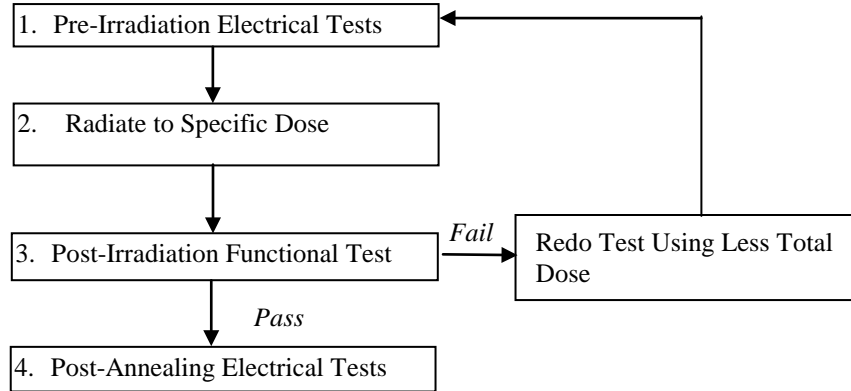 1. Pre-Irradiation Electrical Tests
2. Radiate to Specific Dose
3. Post-Irradiation Functional Test
Fail
Redo Test Using Less Total
Dose
Pass
4. Post-Annealing Electrical Tests